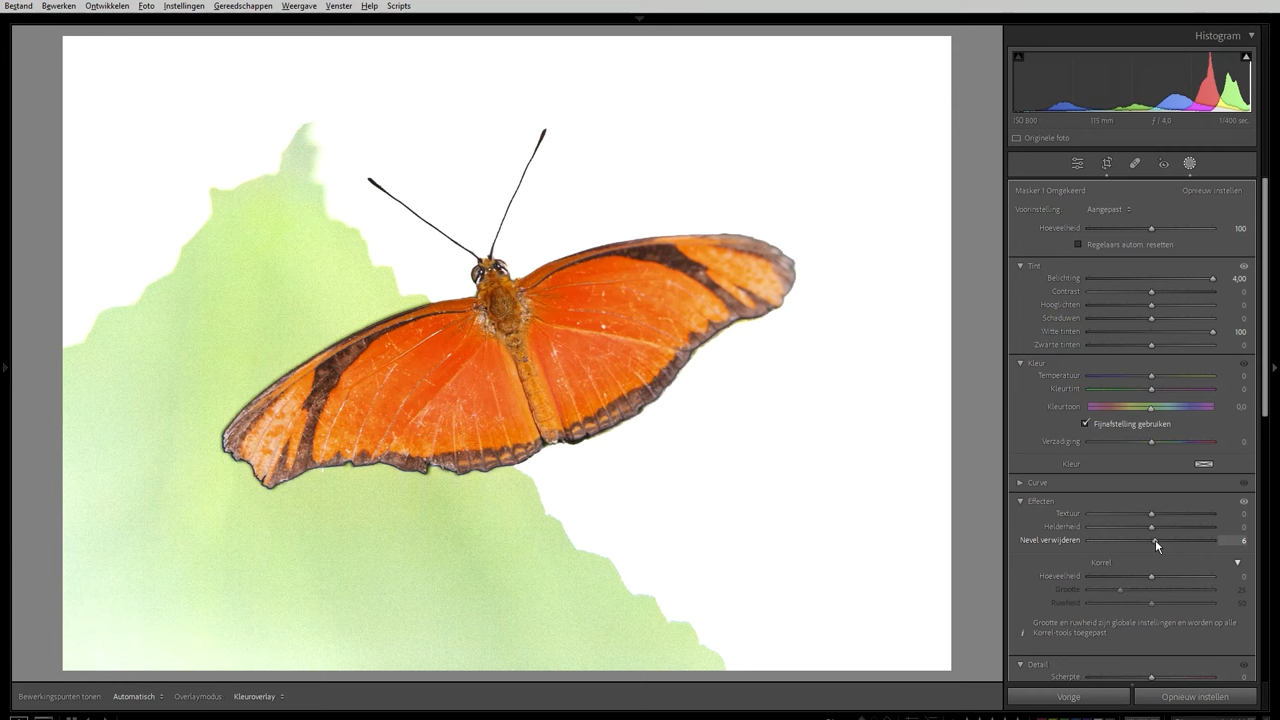 Bestand Bewerken Ontwikkelen Foto Instellingen Gereedschappen Weergave Venster Help Scripts
Histogram
ISO 800 115 mm ƒ / 4,0 1/400 sec.
Originele foto
Masker 1 Omgekeerd Opnieuw instellen
Voorinstelling: Aangepast
Hoeveelheid 100
Regelaars autom. resetten
Tint
Belichting 4,00
Contrast 0
Hooglichten 0
Schaduwen 0
Witte tinten 100
Zwarte tinten 0
Kleur
Temperatuur 0
Kleurtint 0
Kleurtoon 0,0
Fijnafstelling gebruiken
Verzadiging 0
Kleur
Curve
Effecten
Textuur 0
Helderheid 0
Nevel verwijderen 6
Korrel
Hoeveelheid 0
Grootte 25
Ruwheid 50
Grootte en ruwheid zijn globale instellingen en worden op alle
Korrel-tools toegepast
Detail
Scherpte 0
Bewerkingspunten tonen: Automatisch Overlaymodus: Kleuroverlay
Vorige Opnieuw instellen